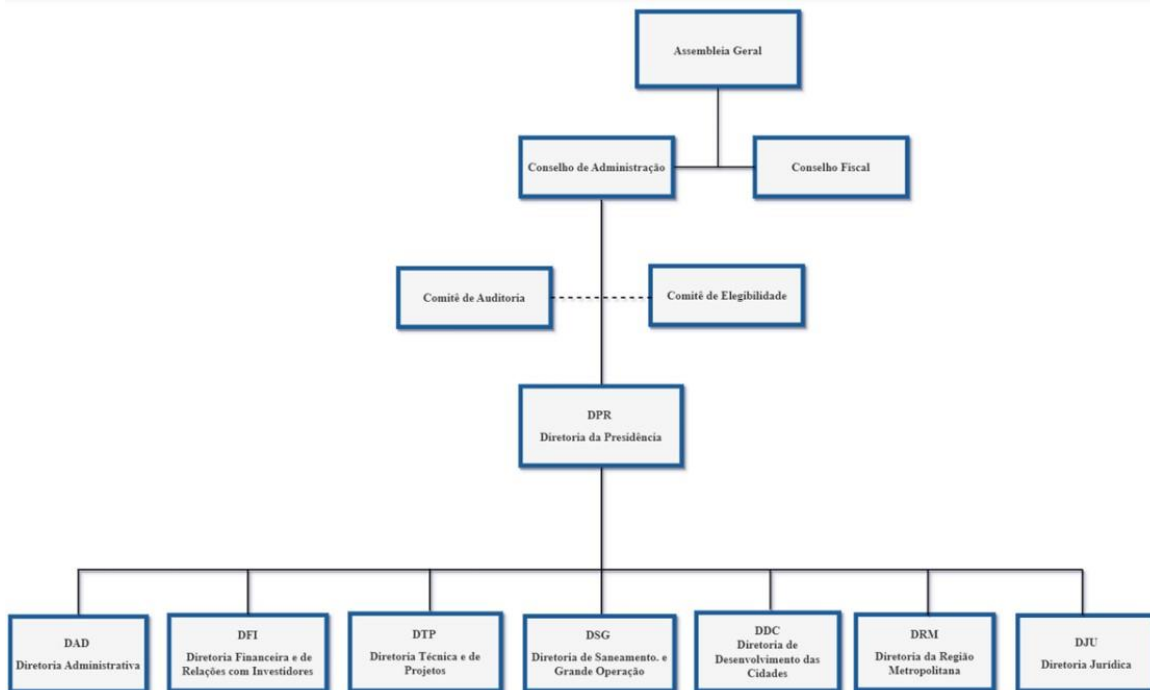 Assembleia Geral
Conselho de Administração
Conselho Fiscal
Comitê de Auditoria
Comitê de Elegibilidade
DPR
Diretoria da Presidência
DAD
Diretoria Administrativa
DFI
Diretoria Financeira e de
Relações com Investidores
DTP
Diretoria Técnica e de
Projetos
DSG
Diretoria de Saneamento. e
Grande Operação
DDC
Diretoria de
Desenvolvimento das
Cidades
DRM
Diretoria da Região
Metropolitana
DJU
Diretoria Jurídica